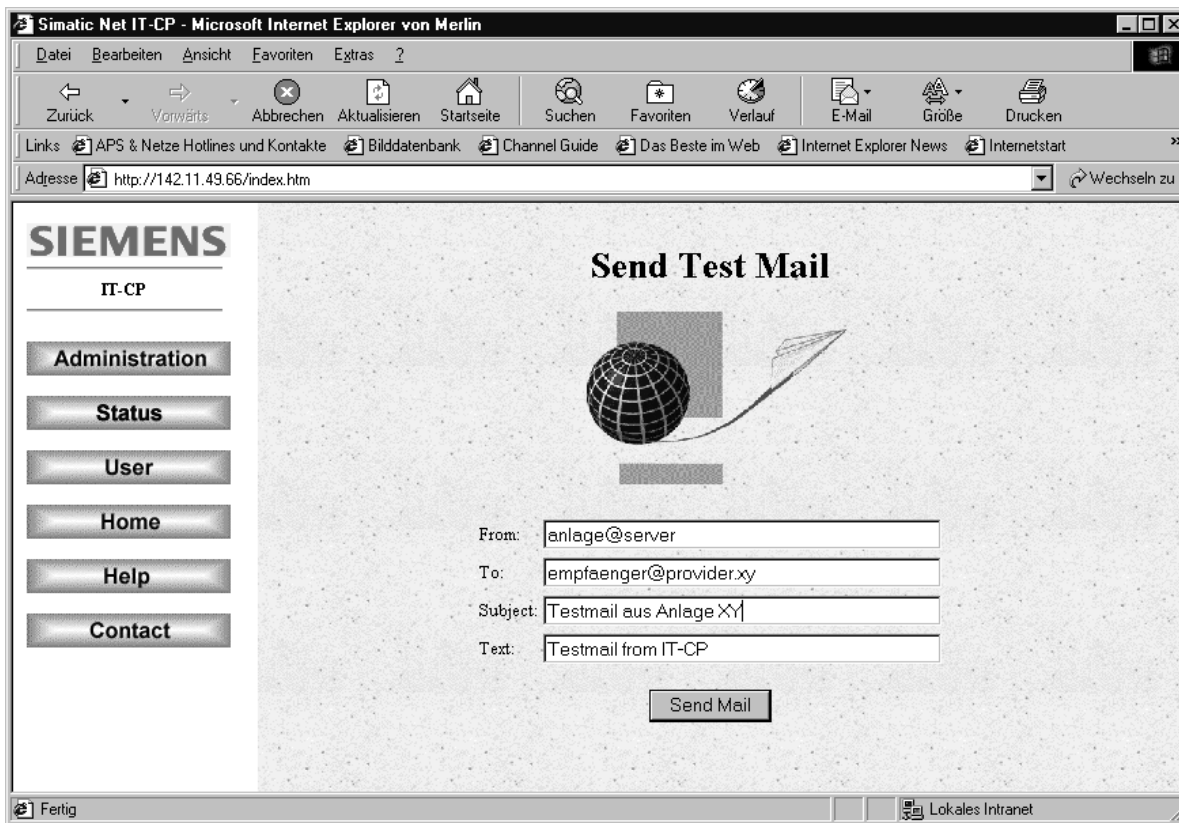 Simatic Net IT-CP - Microsoft Internet Explorer von Merlin
Datei Bearbeiten Ansicht Favoriten Extras ?
Zurück Vorwärts Abbrechen Aktualisieren Startseite Suchen Favoriten Verlauf E-Mail Größe Drucken
Links APS & Netze Hotlines und Kontakte Bilddatenbank Channel Guide Das Beste im Web Internet Explorer News Internetstart »
Adresse http://142.11.49.66/index.htm Wechseln zu
SIEMENS
IT-CP
Administration
Status
User
Home
Help
Contact
Send Test Mail
From: anlage@server
To: empfaenger@provider.xy
Subject: Testmail aus Anlage XY
Text: Testmail from IT-CP
Send Mail
Fertig Lokales Intranet